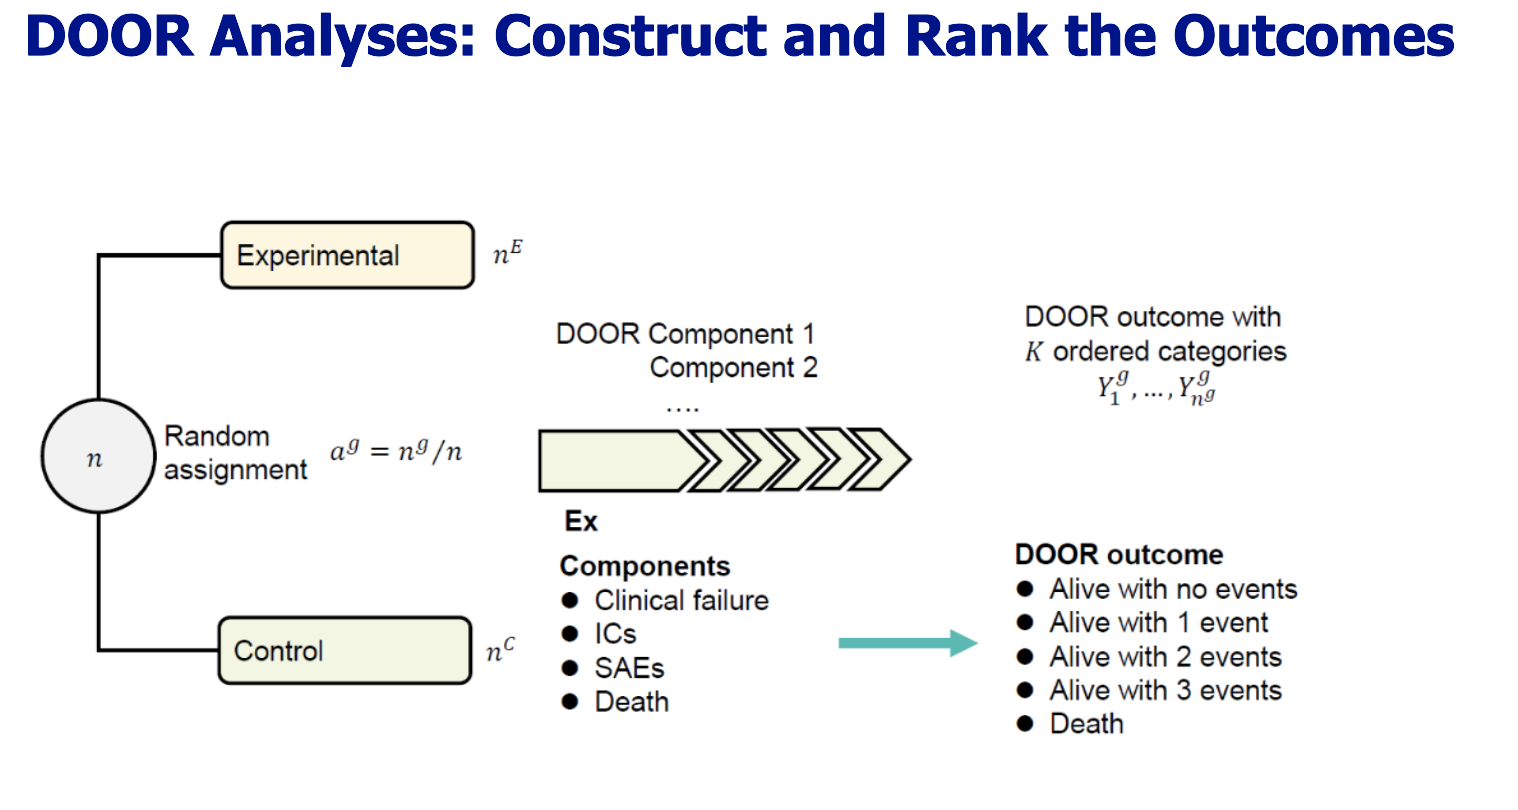 DOOR Analyses: Construct and Rank the Outcomes
Experimental
n^E
n
Random
assignment
a^g = n^g/n
Control
n^C
DOOR Component 1
Component 2
....
Ex
Components
● Clinical failure
● ICs
● SAEs
● Death
DOOR outcome with
K ordered categories
Y_1^g, ..., Y_{n^g}^g
DOOR outcome
● Alive with no events
● Alive with 1 event
● Alive with 2 events
● Alive with 3 events
● Death